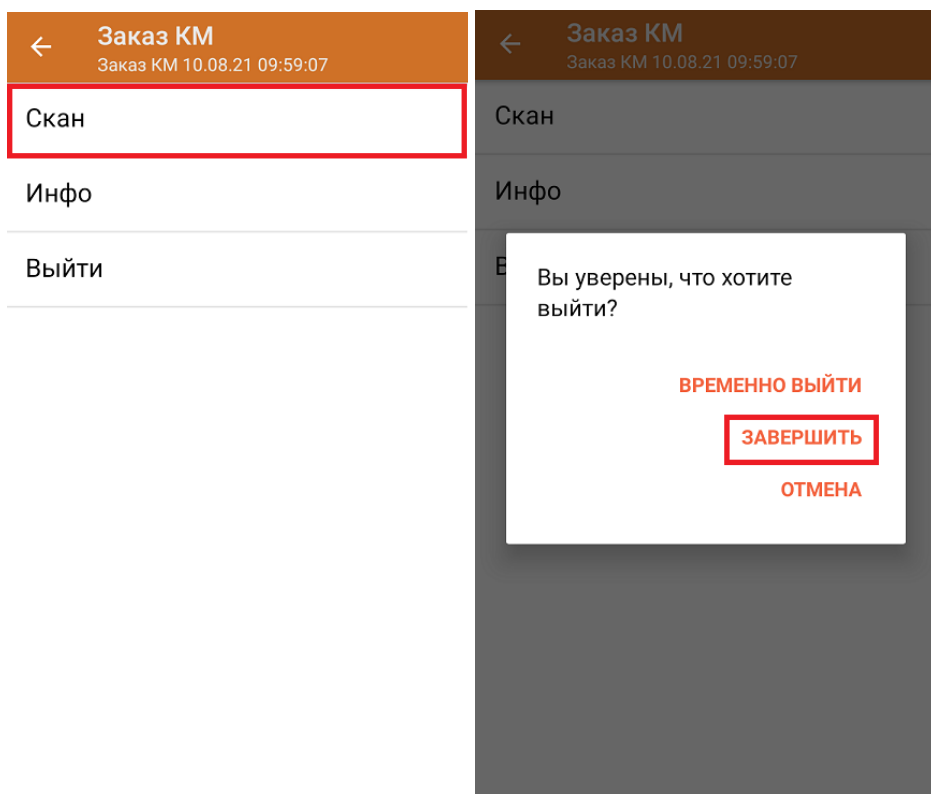 Заказ КМ
Заказ КМ 10.08.21 09:59:07
Скан
Инфо
Выйти
Заказ КМ
Заказ КМ 10.08.21 09:59:07
Скан
Инфо
В
Вы уверены, что хотите
выйти?
ВРЕМЕННО ВЫЙТИ
ЗАВЕРШИТЬ
ОТМЕНА